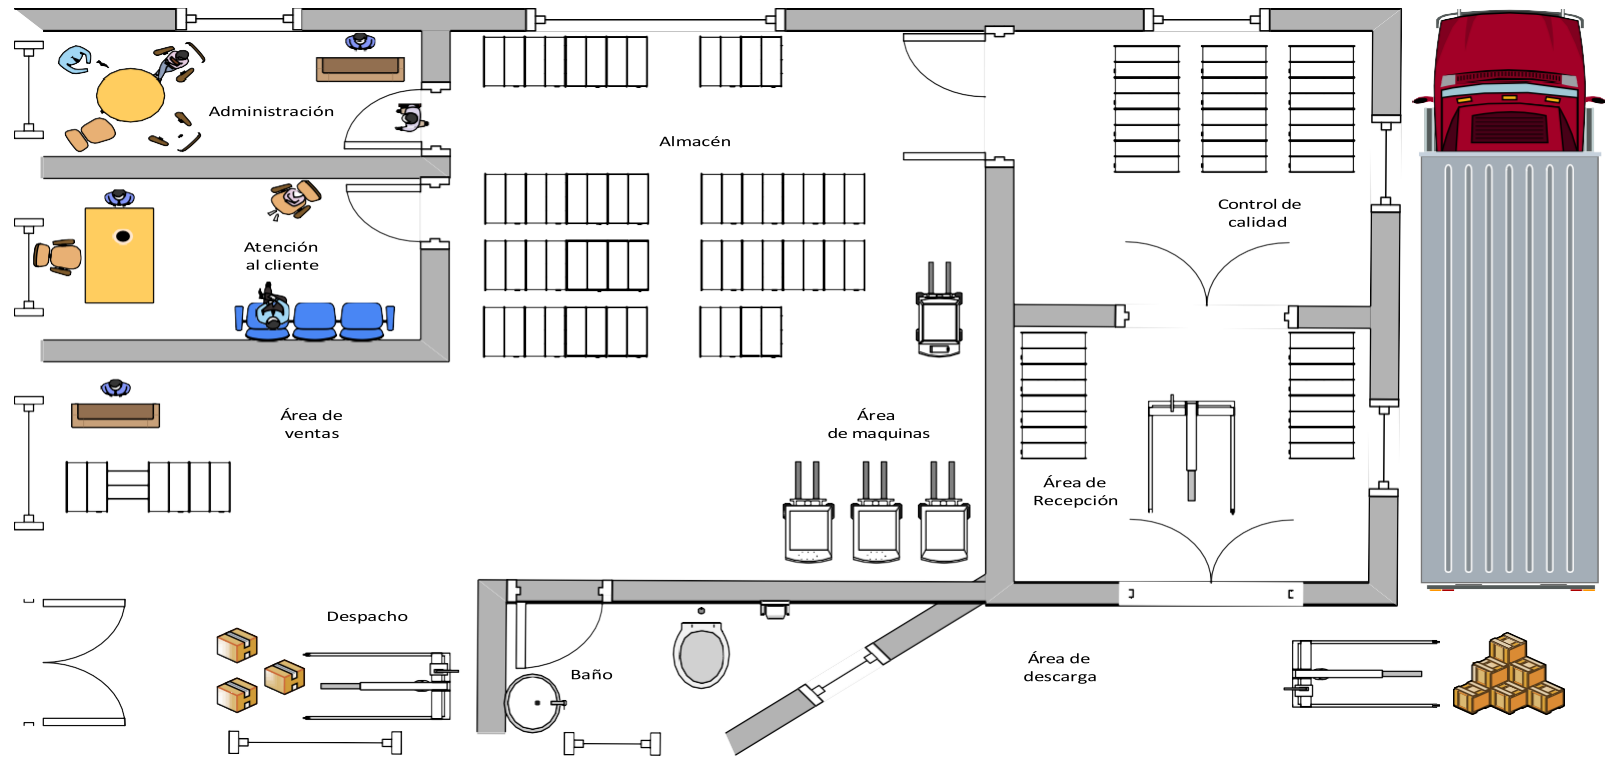 Administración
Almacén
Control de
calidad
Atención
al cliente
Área de
ventas
Área
de maquinas
Área de
Recepción
Despacho
Baño
Área de
descarga